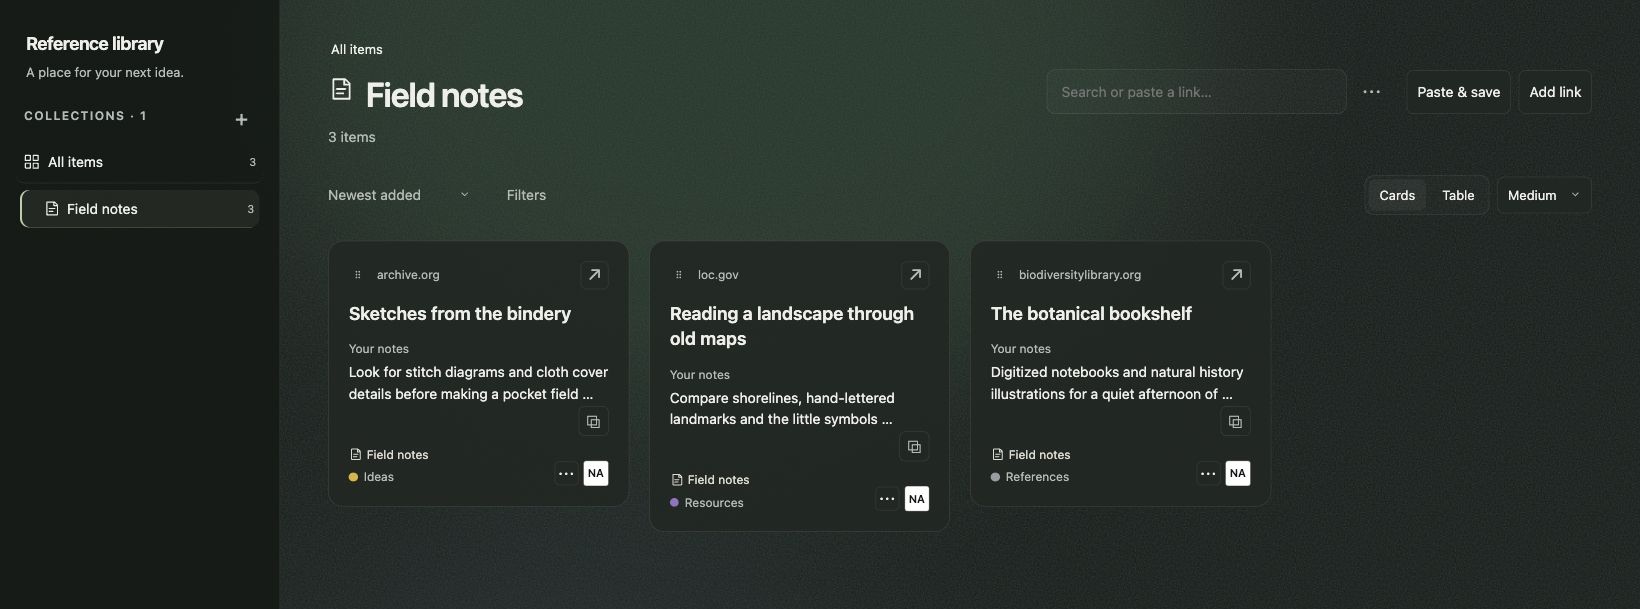 Reference library
A place for your next idea.
COLLECTIONS · 1
All items
3
Field notes
3
All items
Field notes
3 items
Search or paste a link...
Paste & save
Add link
Newest added
Filters
Cards
Table
Medium
archive.org
Sketches from the bindery
Your notes
Look for stitch diagrams and cloth cover
details before making a pocket field ...
Field notes
Ideas
NA
loc.gov
Reading a landscape through
old maps
Your notes
Compare shorelines, hand-lettered
landmarks and the little symbols ...
Field notes
Resources
NA
biodiversitylibrary.org
The botanical bookshelf
Your notes
Digitized notebooks and natural history
illustrations for a quiet afternoon of ...
Field notes
References
NA